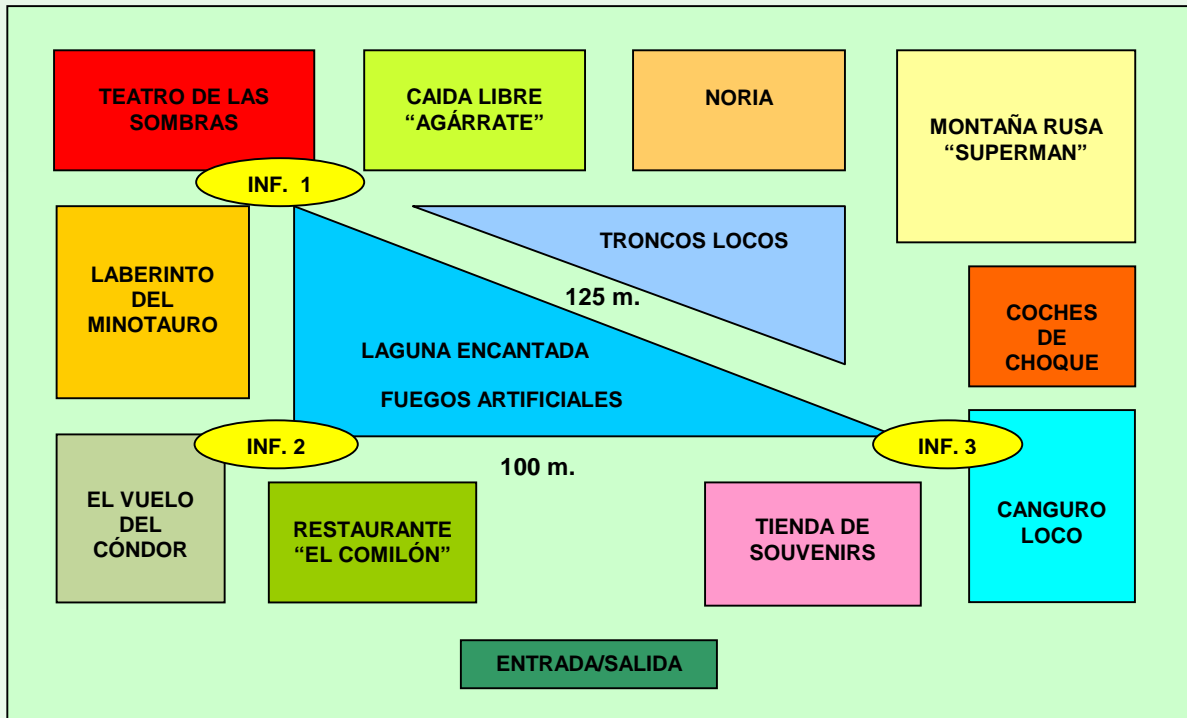 TEATRO DE LAS
SOMBRAS
CAIDA LIBRE
“AGÁRRATE”
NORIA
MONTAÑA RUSA
“SUPERMAN”
INF. 1
TRONCOS LOCOS
LABERINTO
DEL
MINOTAURO
125 m.
COCHES
DE
CHOQUE
LAGUNA ENCANTADA
FUEGOS ARTIFICIALES
INF. 2
INF. 3
100 m.
EL VUELO
DEL
CÓNDOR
RESTAURANTE
“EL COMILÓN”
TIENDA DE
SOUVENIRS
CANGURO
LOCO
ENTRADA/SALIDA